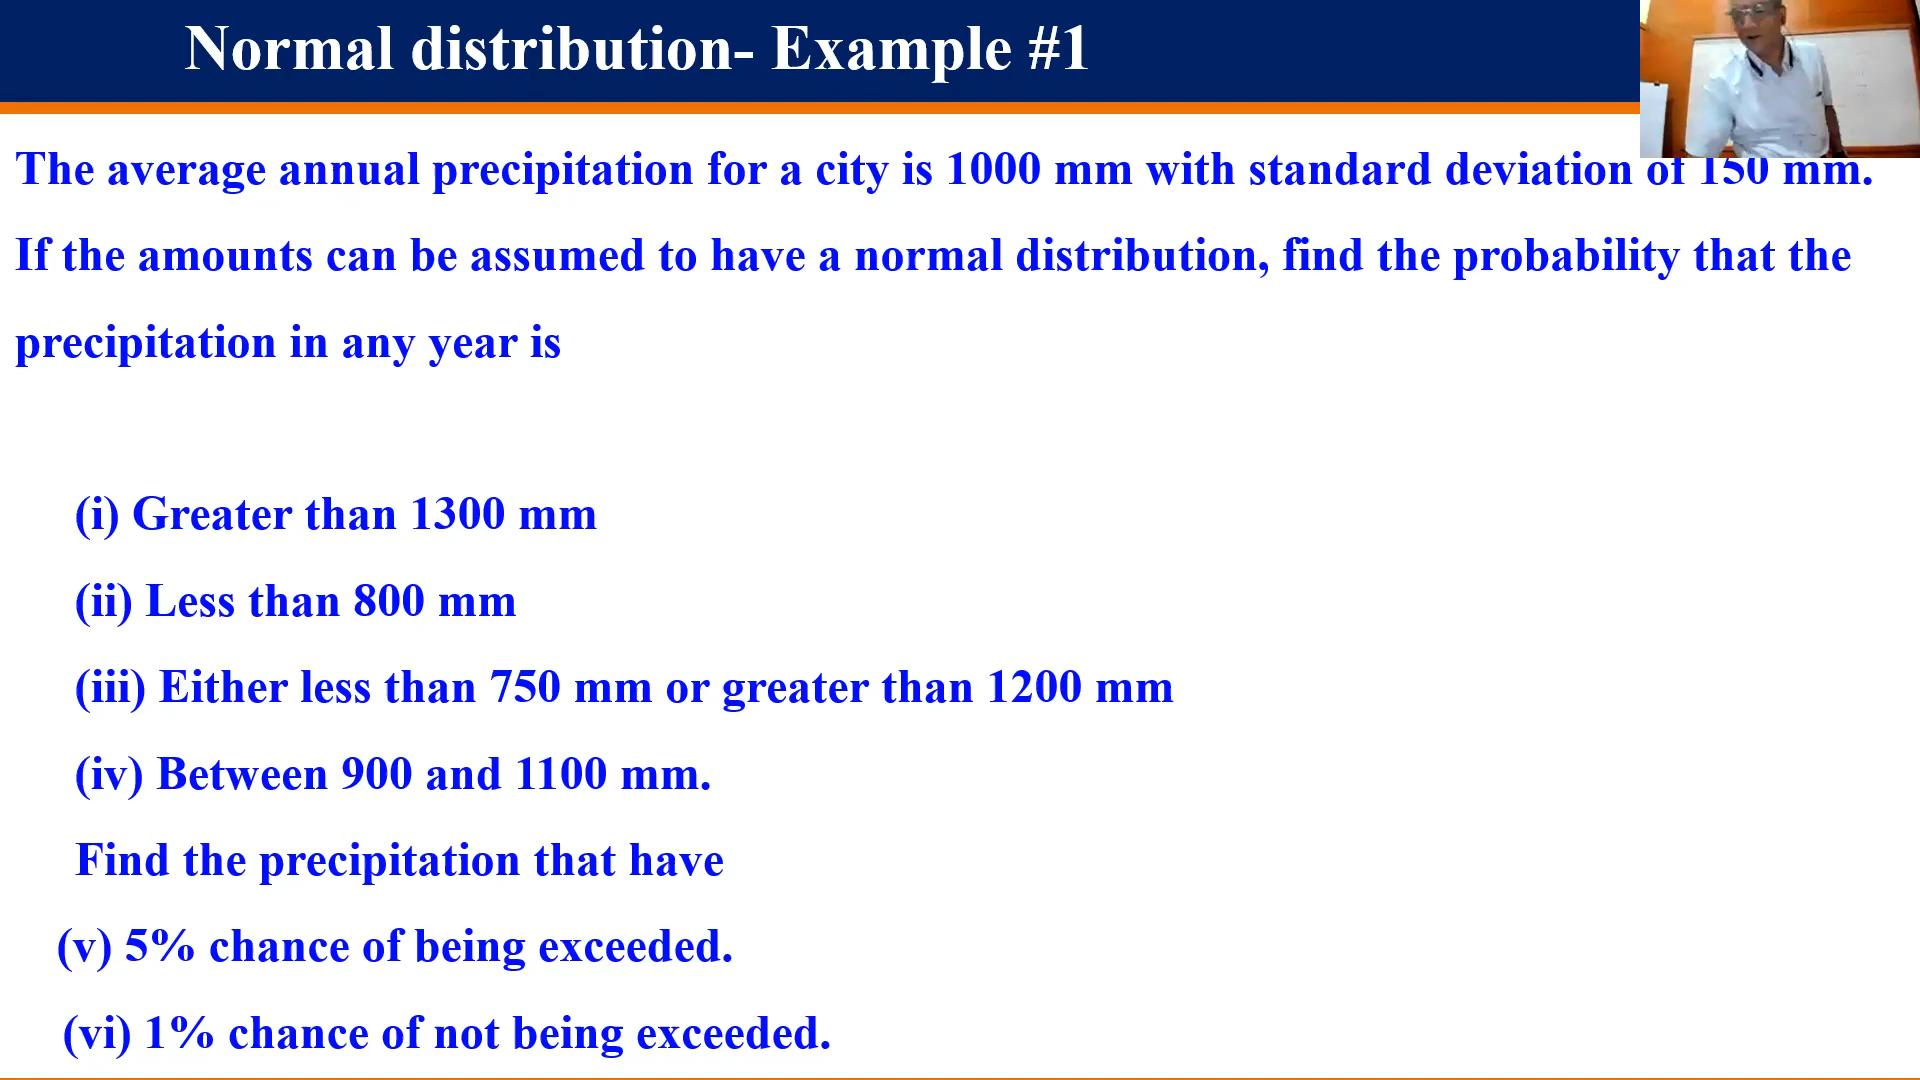 Normal distribution- Example #1
The average annual precipitation for a city is 1000 mm with standard deviation of 150 mm.
If the amounts can be assumed to have a normal distribution, find the probability that the
precipitation in any year is
(i) Greater than 1300 mm
(ii) Less than 800 mm
(iii) Either less than 750 mm or greater than 1200 mm
(iv) Between 900 and 1100 mm.
Find the precipitation that have
(v) 5% chance of being exceeded.
(vi) 1% chance of not being exceeded.